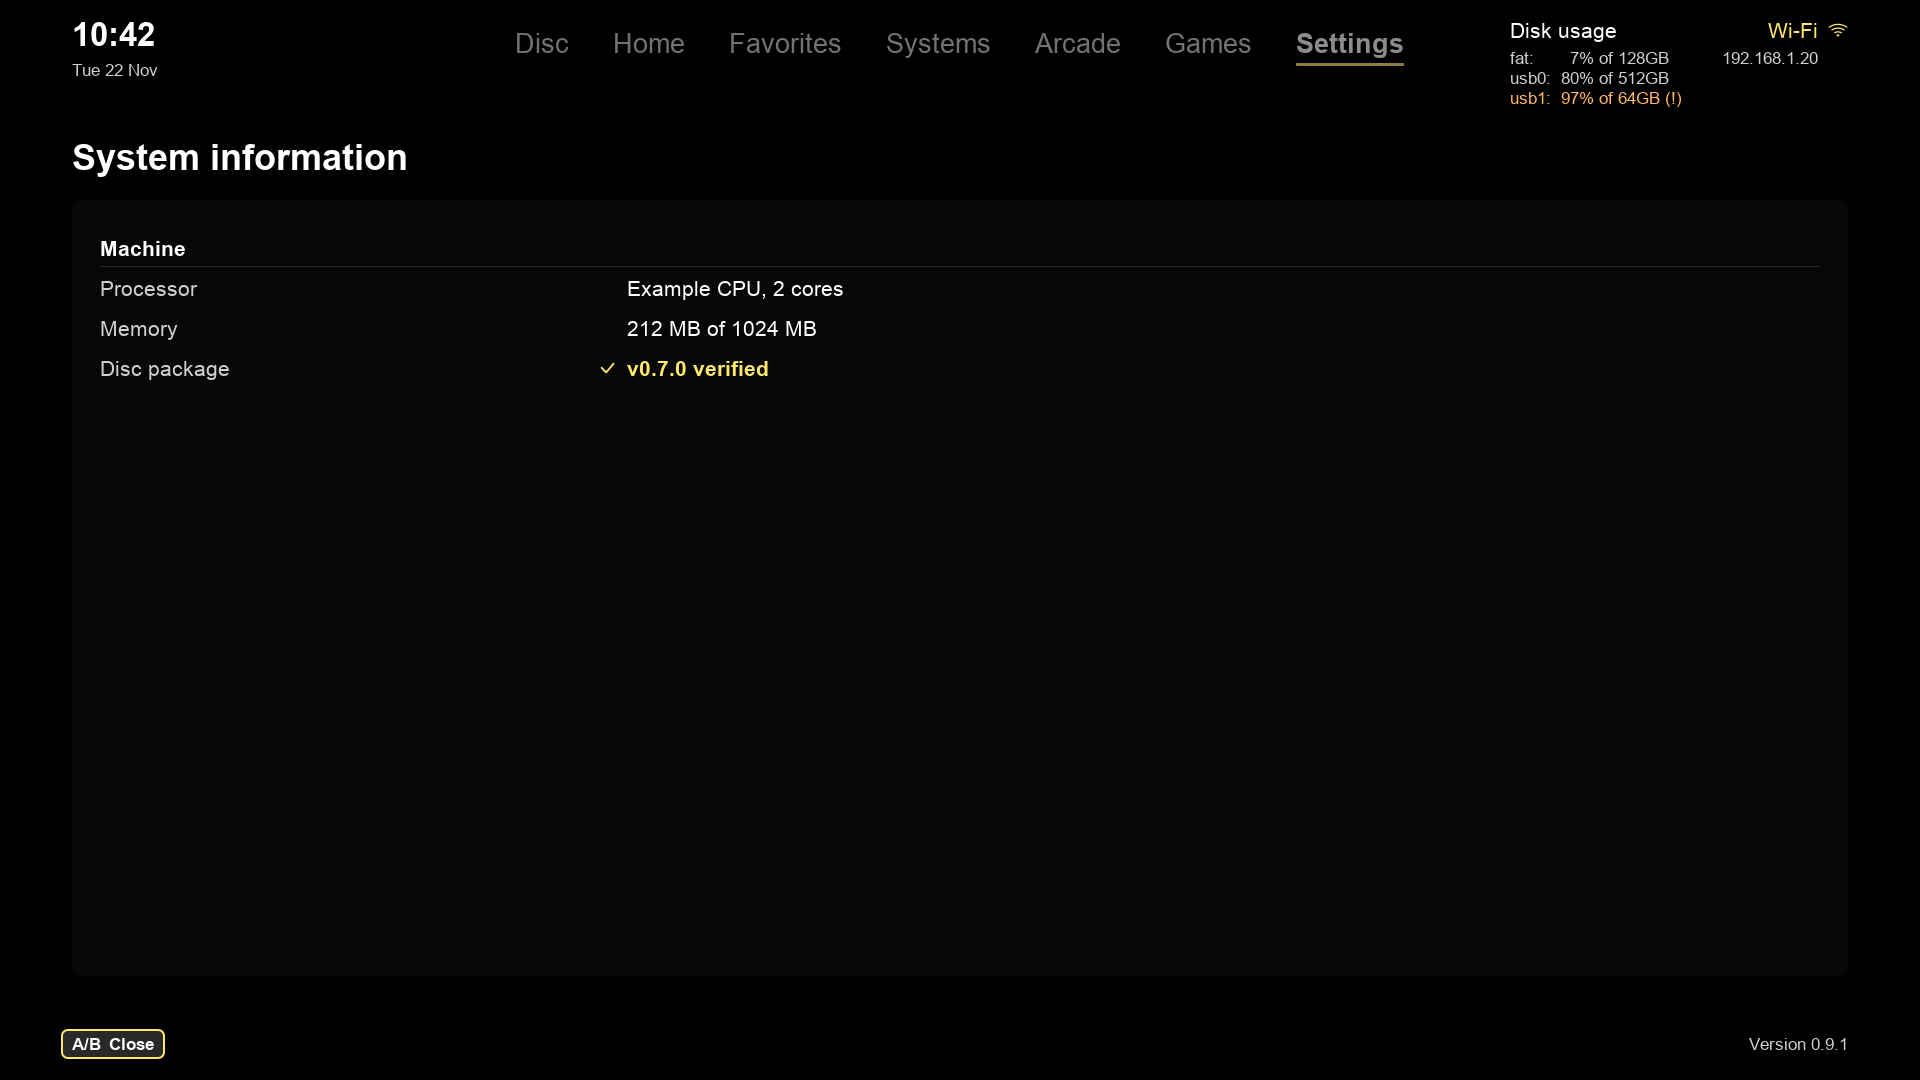 10:42
Tue 22 Nov
Disc Home Favorites Systems Arcade Games Settings
Disk usage
fat: 7% of 128GB
usb0: 80% of 512GB
usb1: 97% of 64GB (!)
Wi-Fi
192.168.1.20
System information
Machine
Processor Example CPU, 2 cores
Memory 212 MB of 1024 MB
Disc package ✓ v0.7.0 verified
A/B Close
Version 0.9.1